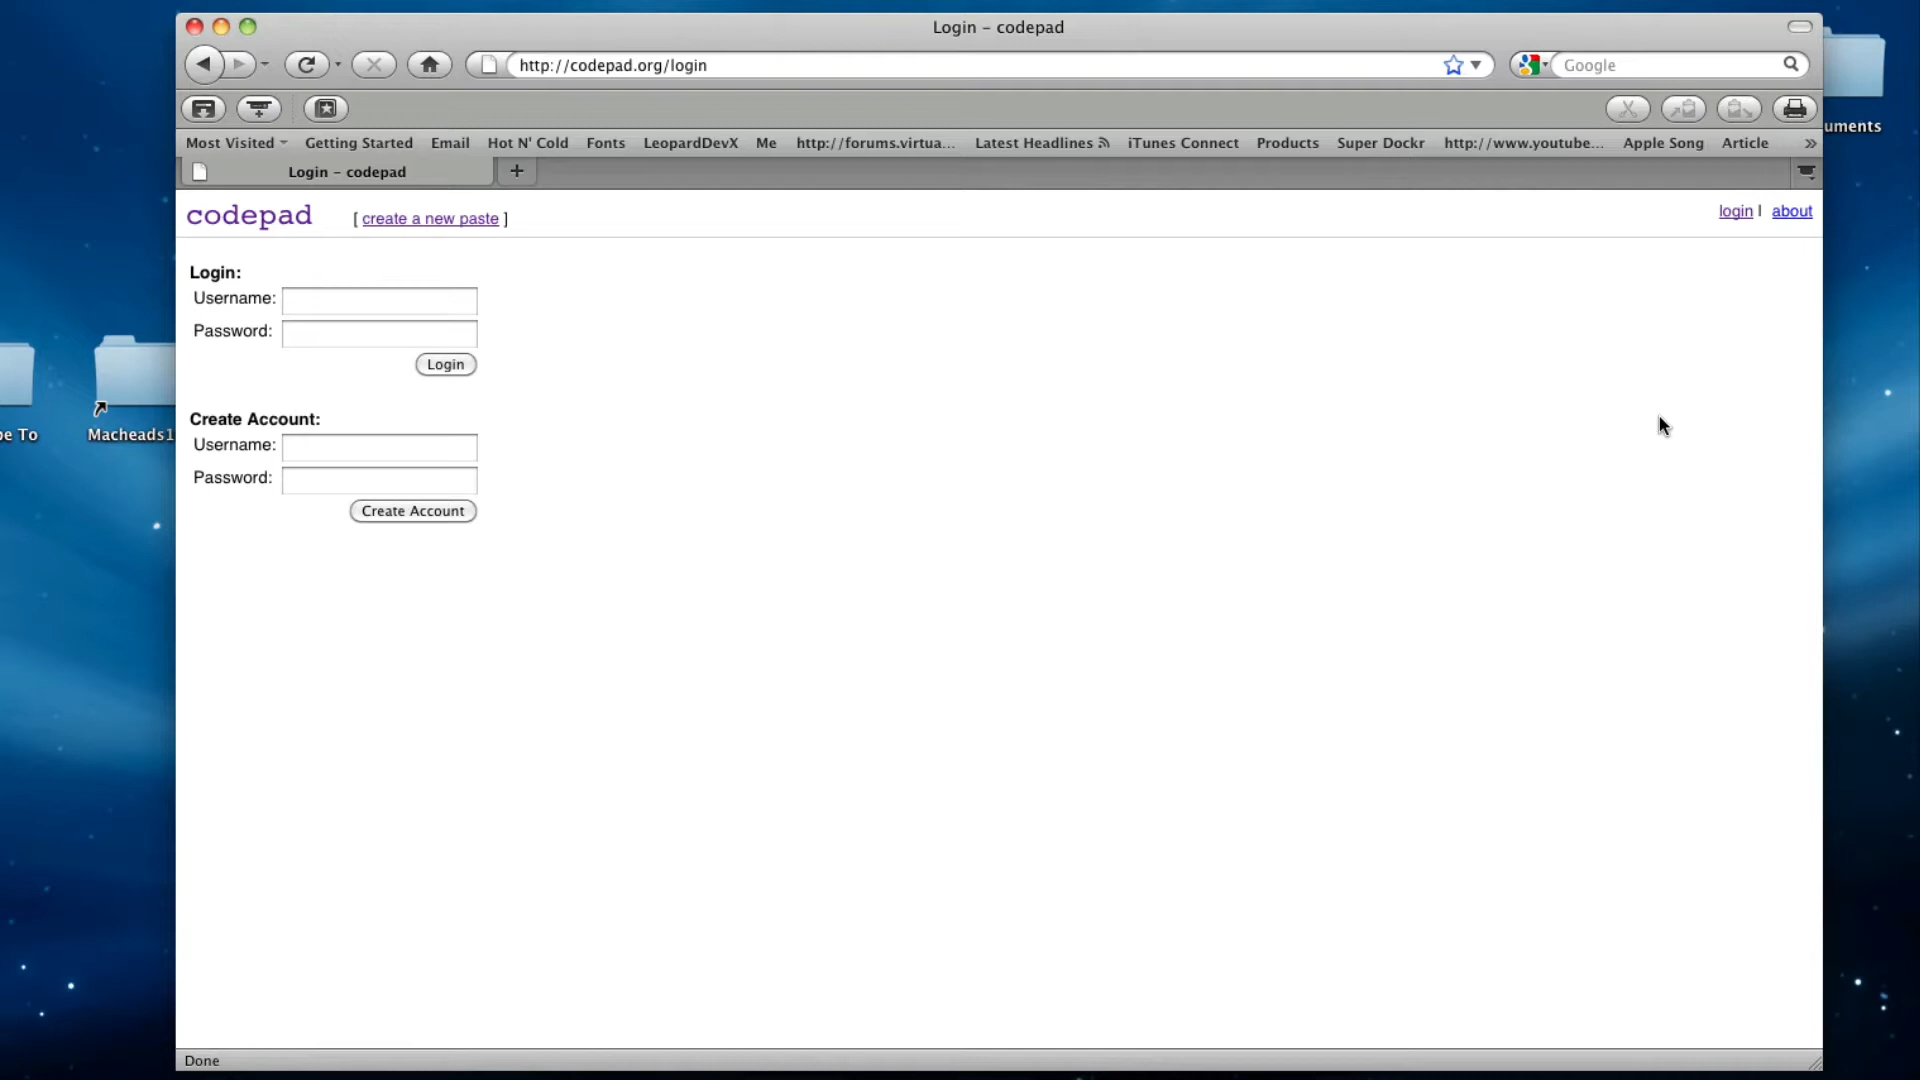 Login – codepad
http://codepad.org/login
Google
Most Visited Getting Started Email Hot N' Cold Fonts LeopardDevX Me http://forums.virtua... Latest Headlines iTunes Connect Products Super Dockr http://www.youtube... Apple Song Article »
Login – codepad +
codepad [ create a new paste ] login | about
Login:
Username:
Password:
Login
Create Account:
Username:
Password:
Create Account
Done
uments
pe To
Macheads1